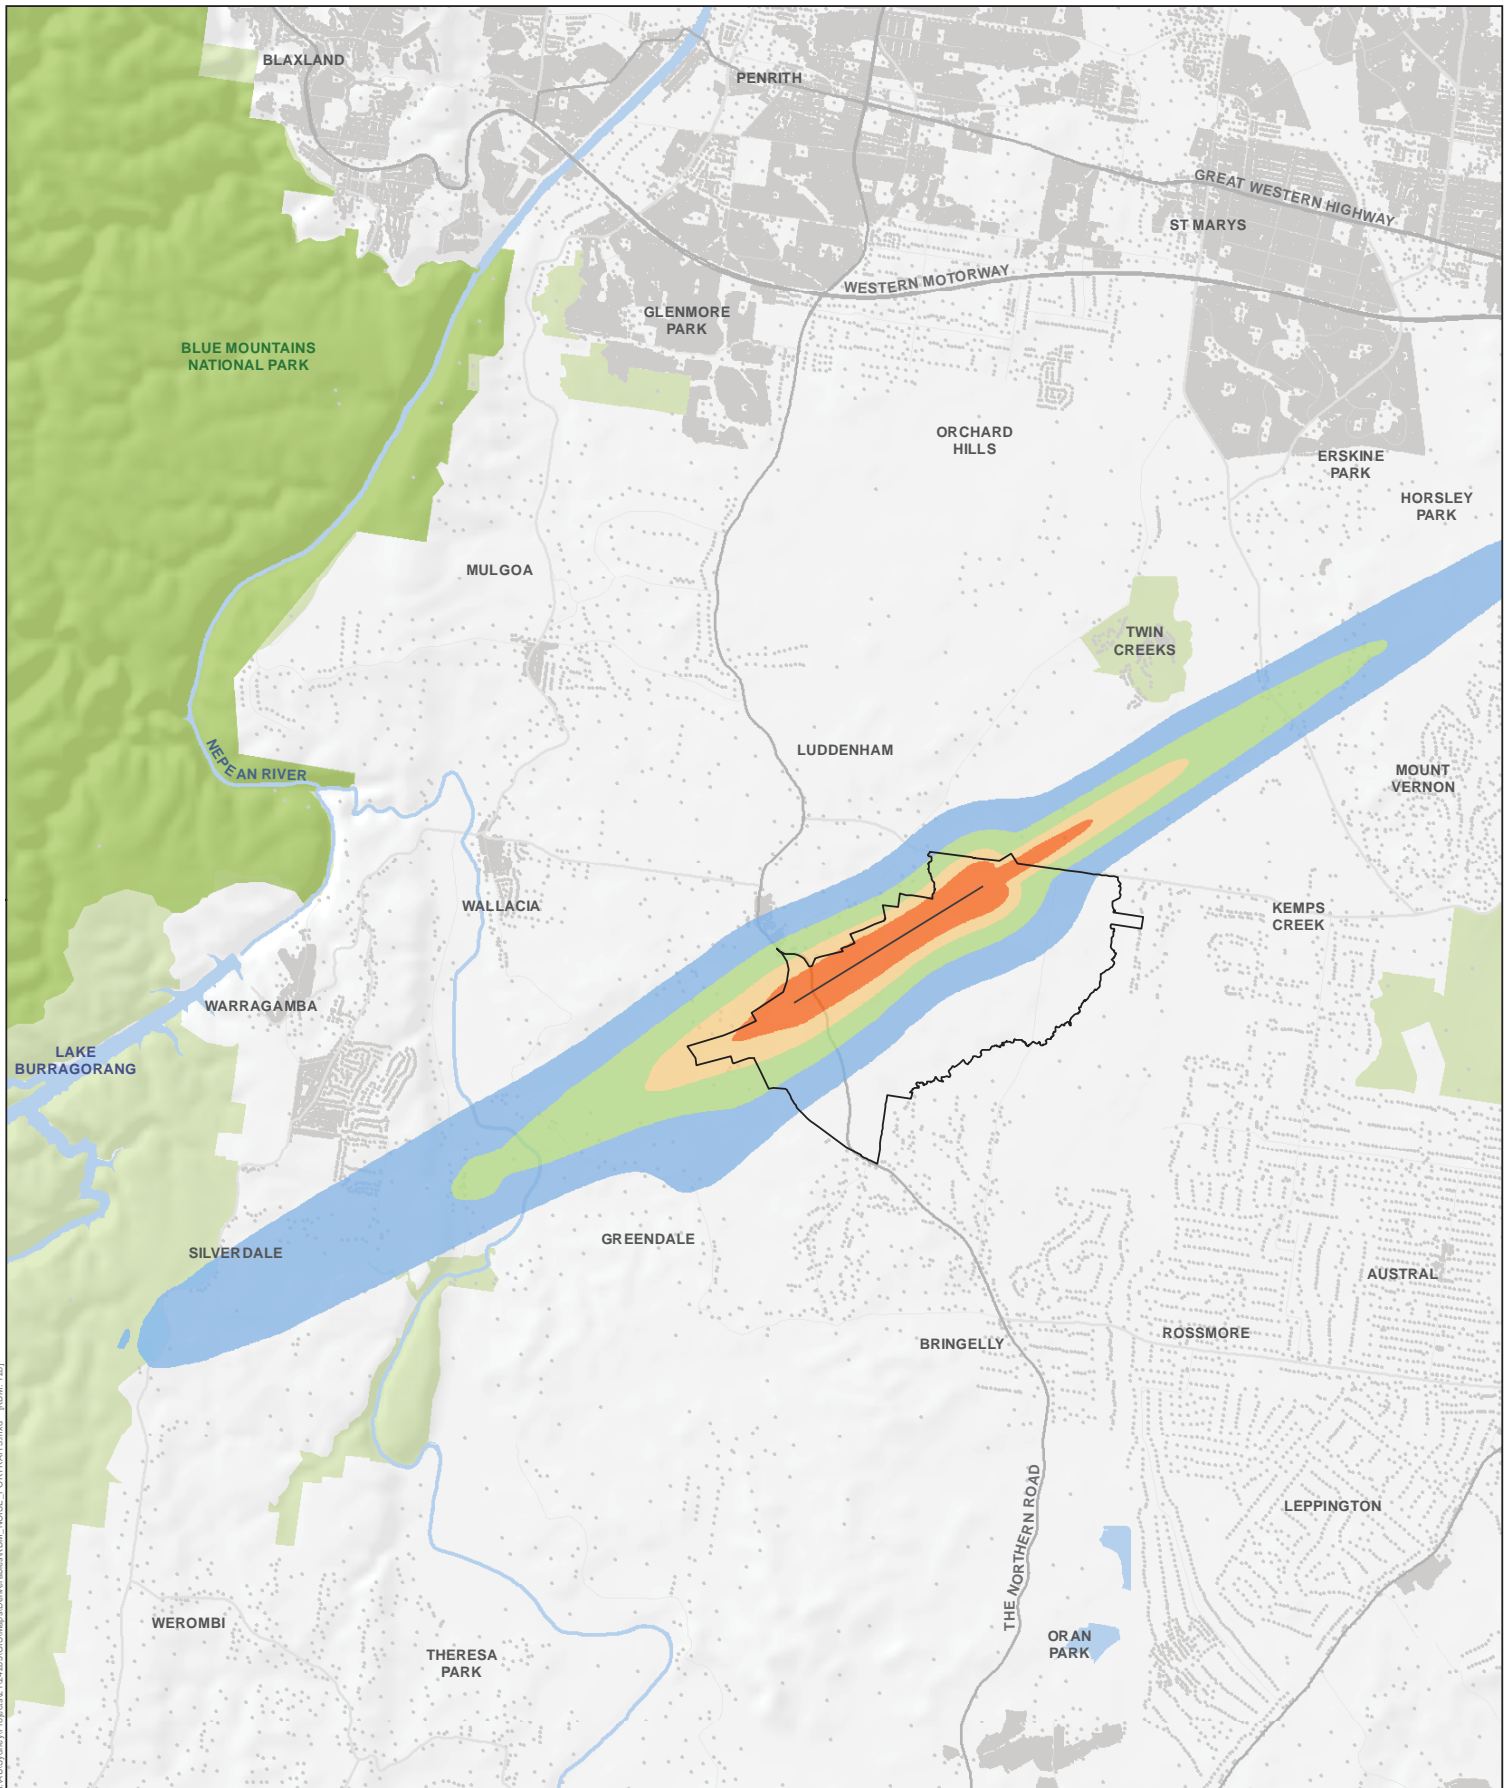 BLAXLAND
PENRITH
GREAT WESTERN HIGHWAY
ST MARYS
WESTERN MOTORWAY
GLENMORE
PARK
BLUE MOUNTAINS
NATIONAL PARK
ORCHARD
HILLS
ERSKINE
PARK
HORSLEY
PARK
MULGOA
TWIN
CREEKS
LUDDENHAM
NEPEAN RIVER
MOUNT
VERNON
WALLACIA
KEMPS
CREEK
WARRAGAMBA
LAKE
BURRAGORANG
SILVERDALE
GREENDALE
AUSTRAL
ROSSMORE
BRINGELLY
THE NORTHERN ROAD
LEPPINGTON
WEROMBI
THERESA
PARK
ORAN
PARK